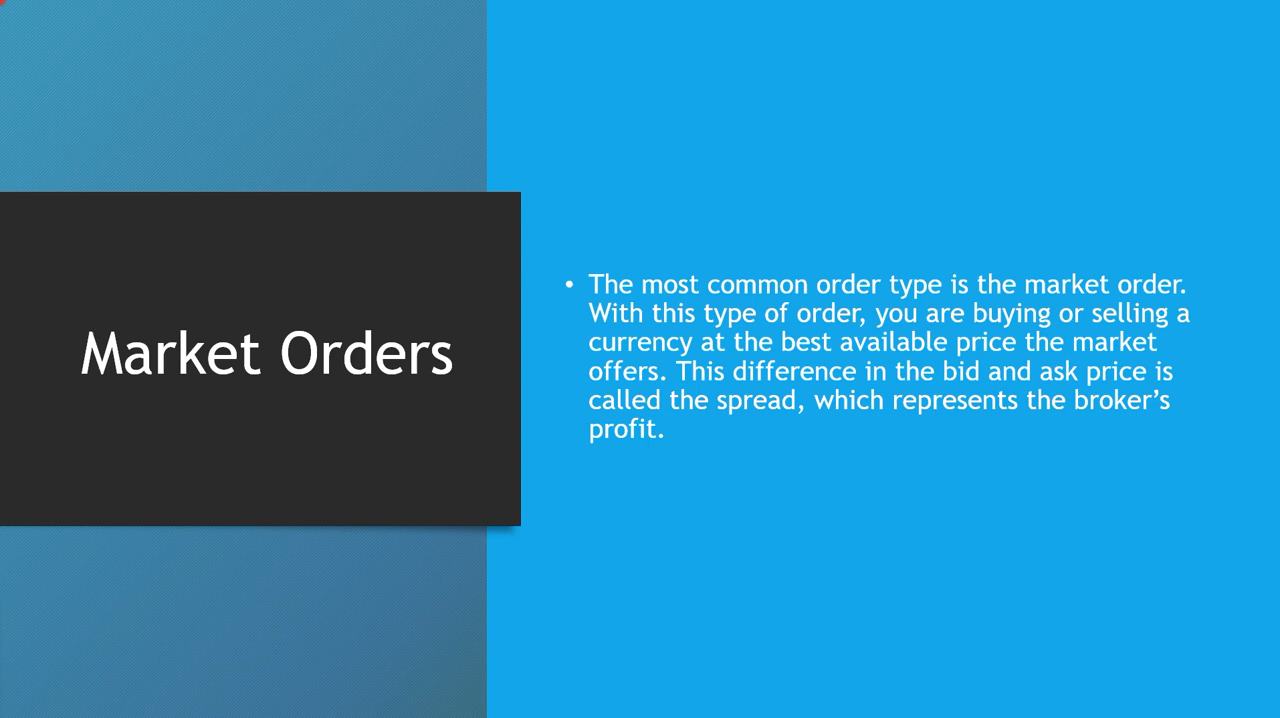 Market Orders
• The most common order type is the market order.
With this type of order, you are buying or selling a
currency at the best available price the market
offers. This difference in the bid and ask price is
called the spread, which represents the broker’s
profit.